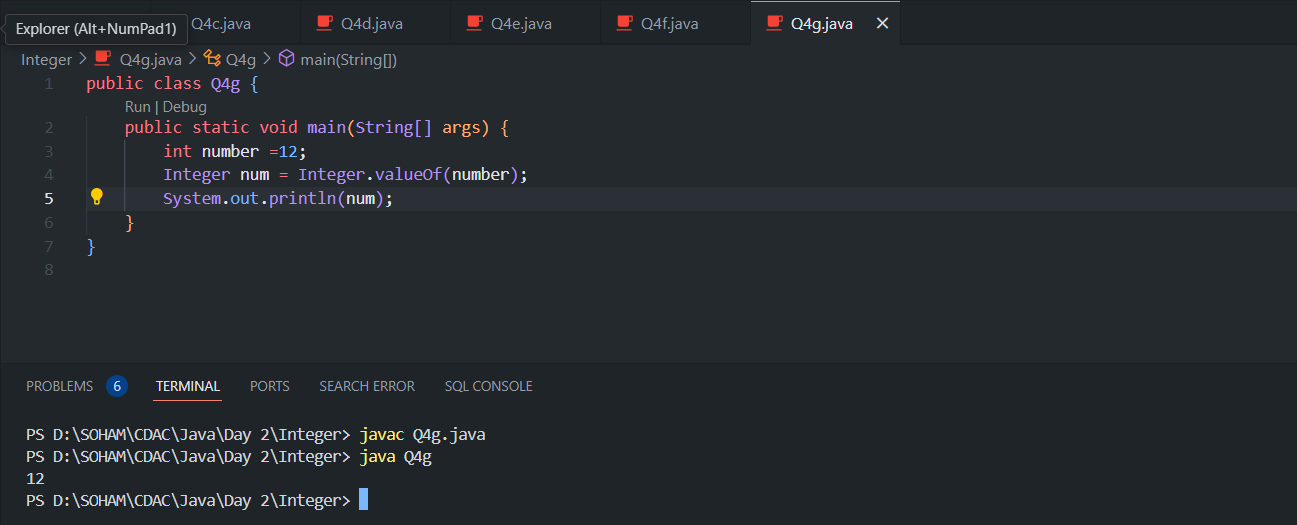 Explorer (Alt+NumPad1)
Q4c.java Q4d.java Q4e.java Q4f.java Q4g.java
Integer > Q4g.java > Q4g > main(String[])
1 public class Q4g {
Run | Debug
2 public static void main(String[] args) {
3 int number =12;
4 Integer num = Integer.valueOf(number);
5 System.out.println(num);
6 }
7 }
8
PROBLEMS 6 TERMINAL PORTS SEARCH ERROR SQL CONSOLE
PS D:\SOHAM\CDAC\Java\Day 2\Integer> javac Q4g.java
PS D:\SOHAM\CDAC\Java\Day 2\Integer> java Q4g
12
PS D:\SOHAM\CDAC\Java\Day 2\Integer>